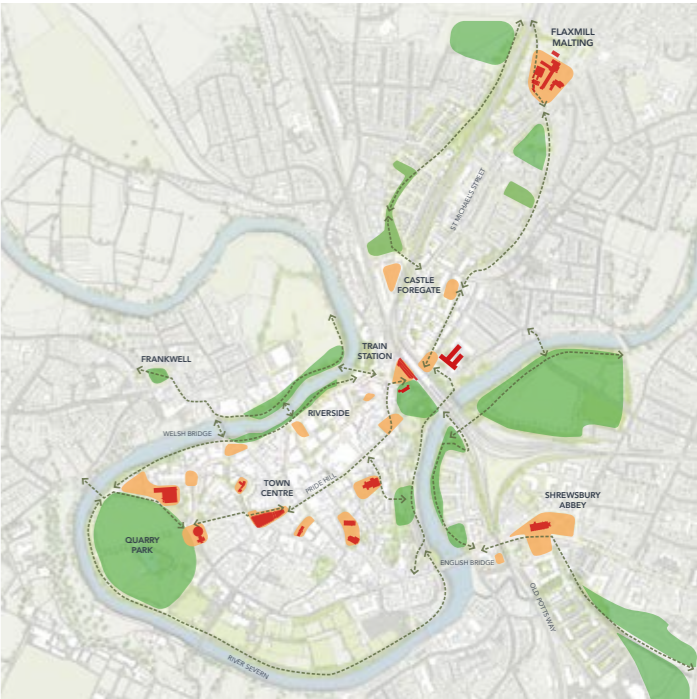 FLAXMILL
MALTING
ST MICHAEL'S STREET
CASTLE
FOREGATE
TRAIN
STATION
FRANKWELL
RIVERSIDE
WELSH BRIDGE
PRIDE HILL
TOWN
CENTRE
SHREWSBURY
ABBEY
QUARRY
PARK
ENGLISH BRIDGE
OLD POTTS WAY
RIVER SEVERN